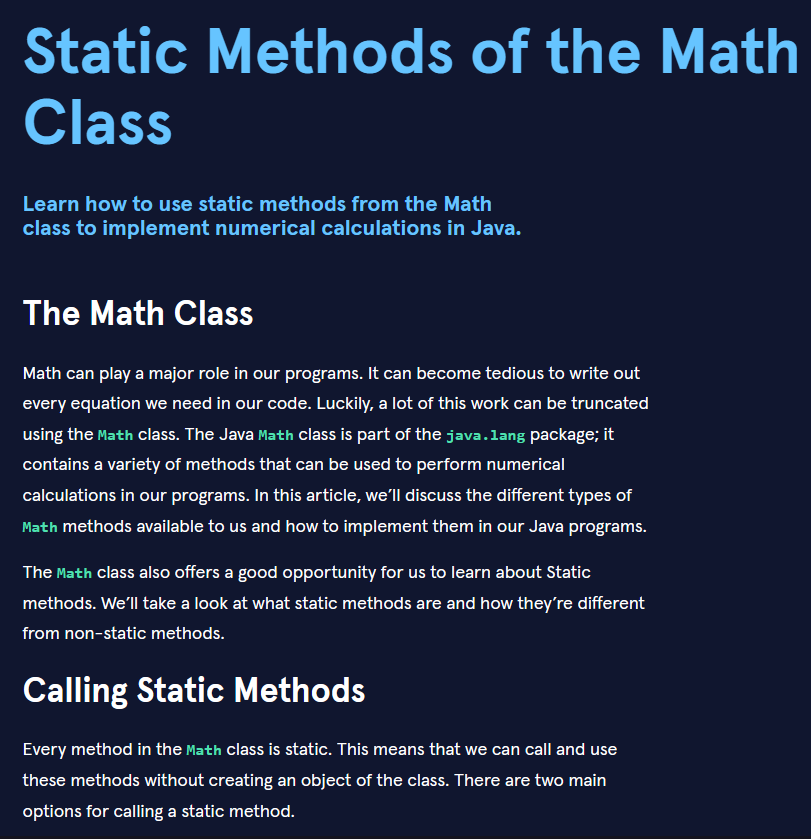 Static Methods of the Math
Class
Learn how to use static methods from the Math
class to implement numerical calculations in Java.
The Math Class
Math can play a major role in our programs. It can become tedious to write out
every equation we need in our code. Luckily, a lot of this work can be truncated
using the Math class. The Java Math class is part of the java.lang package; it
contains a variety of methods that can be used to perform numerical
calculations in our programs. In this article, we’ll discuss the different types of
Math methods available to us and how to implement them in our Java programs.
The Math class also offers a good opportunity for us to learn about Static
methods. We’ll take a look at what static methods are and how they’re different
from non-static methods.
Calling Static Methods
Every method in the Math class is static. This means that we can call and use
these methods without creating an object of the class. There are two main
options for calling a static method.